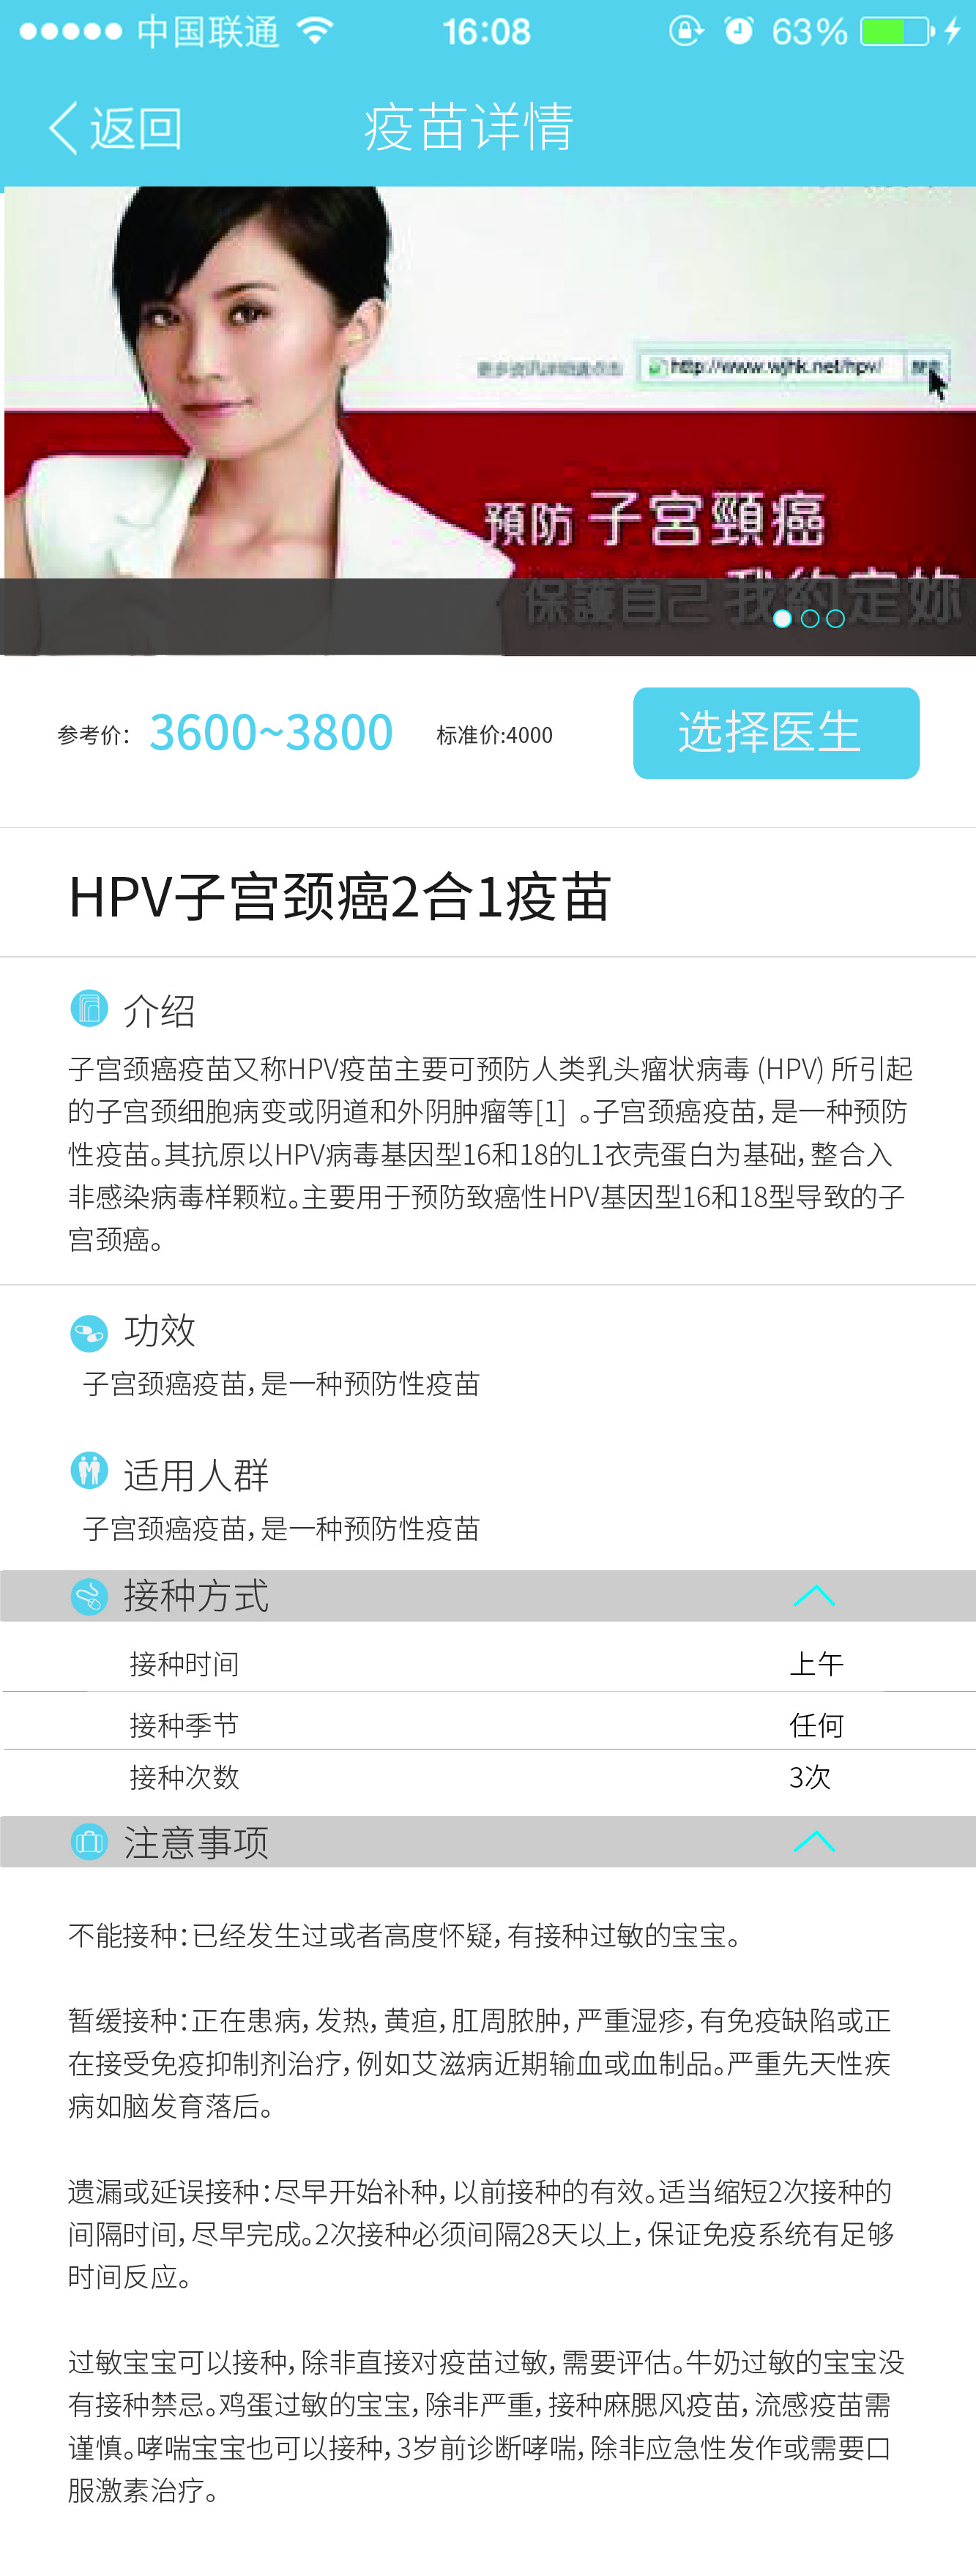 中国联通 16:08 63%
返回 疫苗详情
http://www.wjhk.net/hpv/
預防 子宮頸癌
保護自己 我約定妳
参考价： 3600~3800 标准价:4000 选择医生
HPV子宫颈癌2合1疫苗
介绍
子宫颈癌疫苗又称HPV疫苗主要可预防人类乳头瘤状病毒 (HPV) 所引起
的子宫颈细胞病变或阴道和外阴肿瘤等[1] 。子宫颈癌疫苗，是一种预防
性疫苗。其抗原以HPV病毒基因型16和18的L1衣壳蛋白为基础，整合入
非感染病毒样颗粒。主要用于预防致癌性HPV基因型16和18型导致的子
宫颈癌。
功效
子宫颈癌疫苗，是一种预防性疫苗
适用人群
子宫颈癌疫苗，是一种预防性疫苗
接种方式
接种时间 上午
接种季节 任何
接种次数 3次
注意事项
不能接种：已经发生过或者高度怀疑，有接种过敏的宝宝。
暂缓接种：正在患病，发热，黄疸，肛周脓肿，严重湿疹，有免疫缺陷或正
在接受免疫抑制剂治疗，例如艾滋病近期输血或血制品。严重先天性疾
病如脑发育落后。
遗漏或延误接种：尽早开始补种，以前接种的有效。适当缩短2次接种的
间隔时间，尽早完成。2次接种必须间隔28天以上，保证免疫系统有足够
时间反应。
过敏宝宝可以接种，除非直接对疫苗过敏，需要评估。牛奶过敏的宝宝没
有接种禁忌。鸡蛋过敏的宝宝，除非严重，接种麻腮风疫苗，流感疫苗需
谨慎。哮喘宝宝也可以接种，3岁前诊断哮喘，除非应急性发作或需要口
服激素治疗。